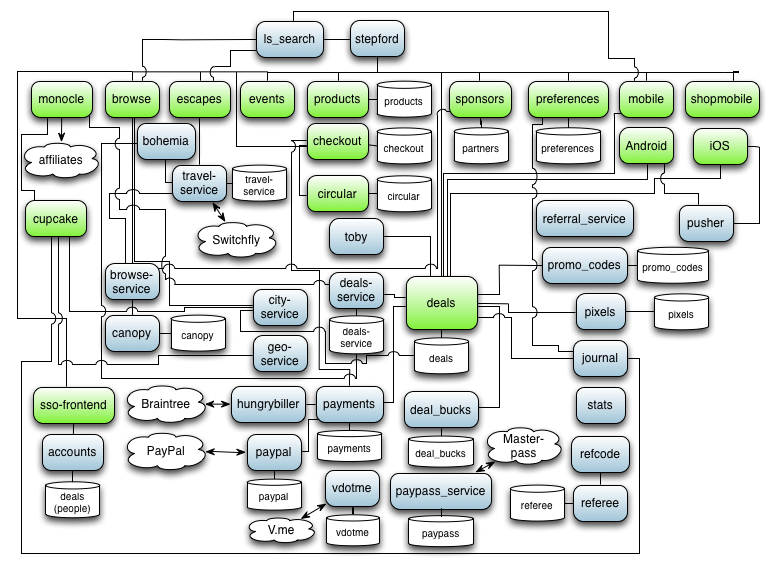 ls_search
stepford
monocle
browse
escapes
events
products
products
sponsors
preferences
mobile
shopmobile
affiliates
bohemia
checkout
checkout
partners
preferences
Android
iOS
travel-
service
travel-
service
circular
circular
cupcake
Switchfly
toby
referral_service
pusher
browse-
service
deals-
service
deals
promo_codes
promo_codes
city-
service
canopy
canopy
deals-
service
pixels
pixels
geo-
service
deals
journal
sso-frontend
Braintree
hungrybiller
payments
deal_bucks
stats
accounts
PayPal
paypal
payments
deal_bucks
Master-
pass
refcode
deals
(people)
paypal
vdotme
paypass_service
referee
referee
V.me
vdotme
paypass